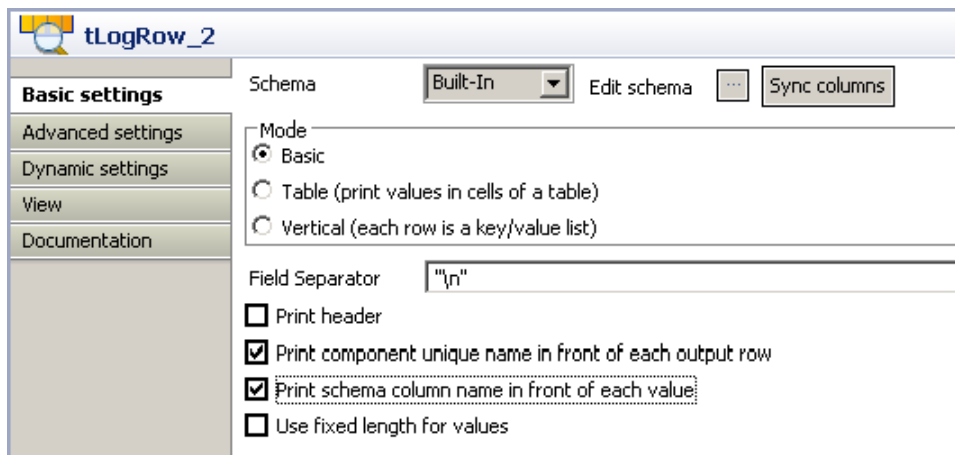 tLogRow_2
Basic settings
Advanced settings
Dynamic settings
View
Documentation
Schema Built-In Edit schema ... Sync columns
Mode
Basic
Table (print values in cells of a table)
Vertical (each row is a key/value list)
Field Separator "\n"
Print header
Print component unique name in front of each output row
Print schema column name in front of each value
Use fixed length for values